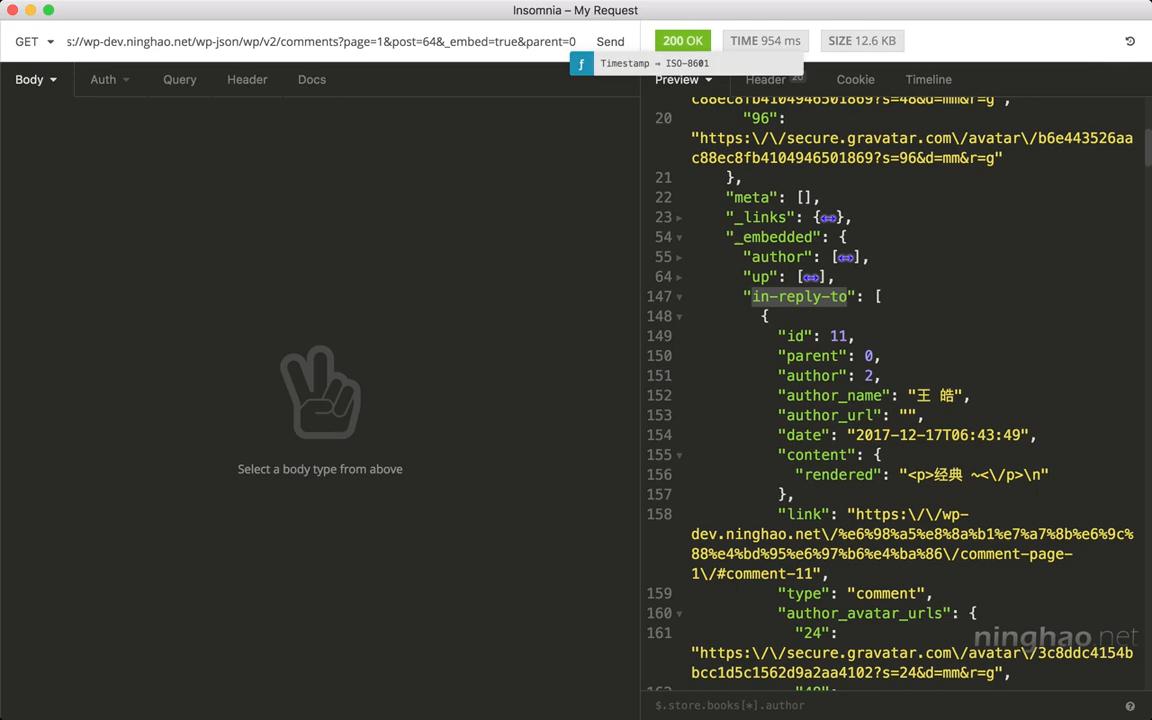 Insomnia – My Request
GET s://wp-dev.ninghao.net/wp-json/wp/v2/comments?page=1&post=64&_embed=true&parent=0 Send
200 OK TIME 954 ms SIZE 12.6 KB
ƒ Timestamp ⇒ ISO-8601
Body Auth Query Header Docs
Preview Header 20 Cookie Timeline
c88ec8fb4104946501869?s=48&d=mm&r=g",
20 "96":
"https:\/\/secure.gravatar.com\/avatar\/b6e443526aa
c88ec8fb4104946501869?s=96&d=mm&r=g"
21 },
22 "meta": [],
23 "_links": {↔},
54 "_embedded": {
55 "author": [↔],
64 "up": [↔],
147 "in-reply-to": [
148 {
149 "id": 11,
150 "parent": 0,
151 "author": 2,
152 "author_name": "王 皓",
153 "author_url": "",
154 "date": "2017-12-17T06:43:49",
155 "content": {
156 "rendered": "<p>经典 ~<\/p>\n"
157 },
158 "link": "https:\/\/wp-
dev.ninghao.net\/%e6%98%a5%e8%8a%b1%e7%a7%8b%e6%9c%
88%e4%bd%95%e6%97%b6%e4%ba%86\/comment-page-
1\/#comment-11",
159 "type": "comment",
160 "author_avatar_urls": {
161 "24":
"https:\/\/secure.gravatar.com\/avatar\/3c8ddc4154b
bcc1d5c1562d9a2aa4102?s=24&d=mm&r=g",
162 "48":
Select a body type from above
ninghao.net
$.store.books[*].author